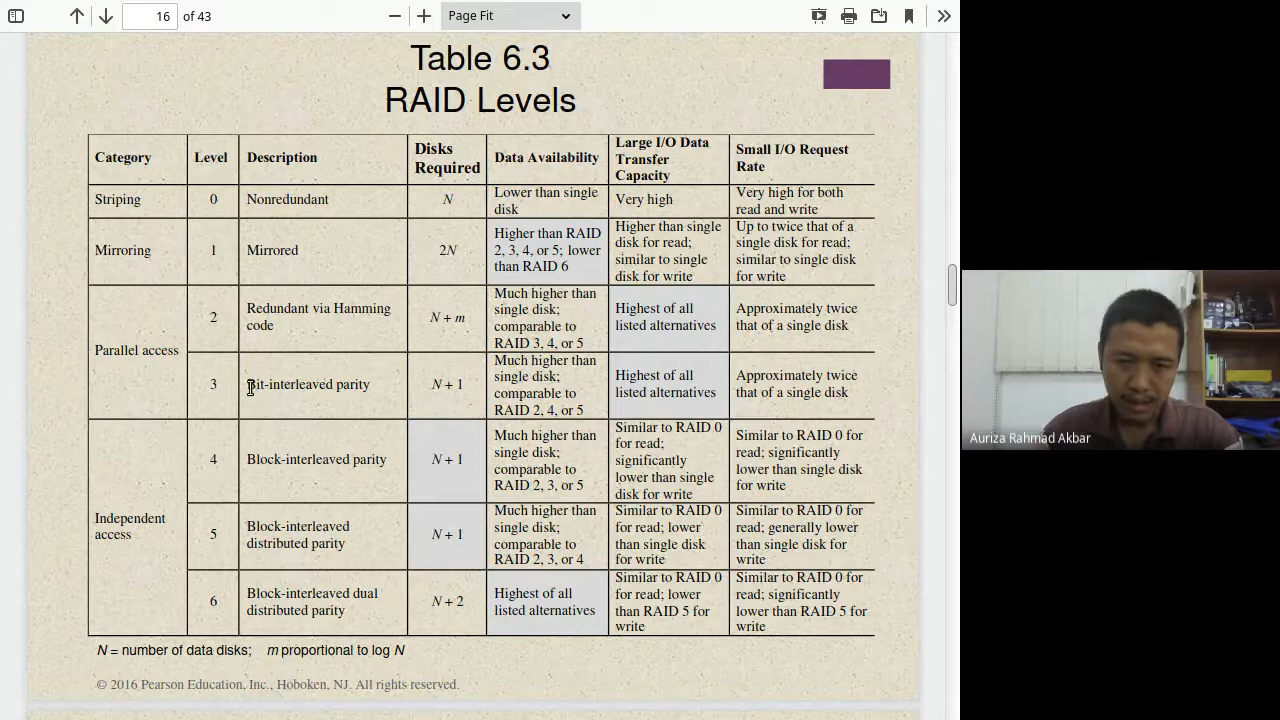 16 of 43
Page Fit
Table 6.3
RAID Levels
Category
Level
Description
Disks
Required
Data Availability
Large I/O Data
Transfer
Capacity
Small I/O Request
Rate
Striping
0
Nonredundant
N
Lower than single
disk
Very high
Very high for both
read and write
Mirroring
1
Mirrored
2N
Higher than RAID
2, 3, 4, or 5; lower
than RAID 6
Higher than single
disk for read;
similar to single
disk for write
Up to twice that of a
single disk for read;
similar to single disk
for write
Parallel access
2
Redundant via Hamming
code
N + m
Much higher than
single disk;
comparable to
RAID 3, 4, or 5
Highest of all
listed alternatives
Approximately twice
that of a single disk
3
Bit-interleaved parity
N + 1
Much higher than
single disk;
comparable to
RAID 2, 4, or 5
Highest of all
listed alternatives
Approximately twice
that of a single disk
Independent
access
4
Block-interleaved parity
N + 1
Much higher than
single disk;
comparable to
RAID 2, 3, or 5
Similar to RAID 0
for read;
significantly
lower than single
disk for write
Similar to RAID 0 for
read; significantly
lower than single disk
for write
5
Block-interleaved
distributed parity
N + 1
Much higher than
single disk;
comparable to
RAID 2, 3, or 4
Similar to RAID 0
for read; lower
than single disk
for write
Similar to RAID 0 for
read; generally lower
than single disk for
write
6
Block-interleaved dual
distributed parity
N + 2
Highest of all
listed alternatives
Similar to RAID 0
for read; lower
than RAID 5 for
write
Similar to RAID 0 for
read; significantly
lower than RAID 5 for
write
N = number of data disks; m proportional to log N
© 2016 Pearson Education, Inc., Hoboken, NJ. All rights reserved.
Auriza Rahmad Akbar